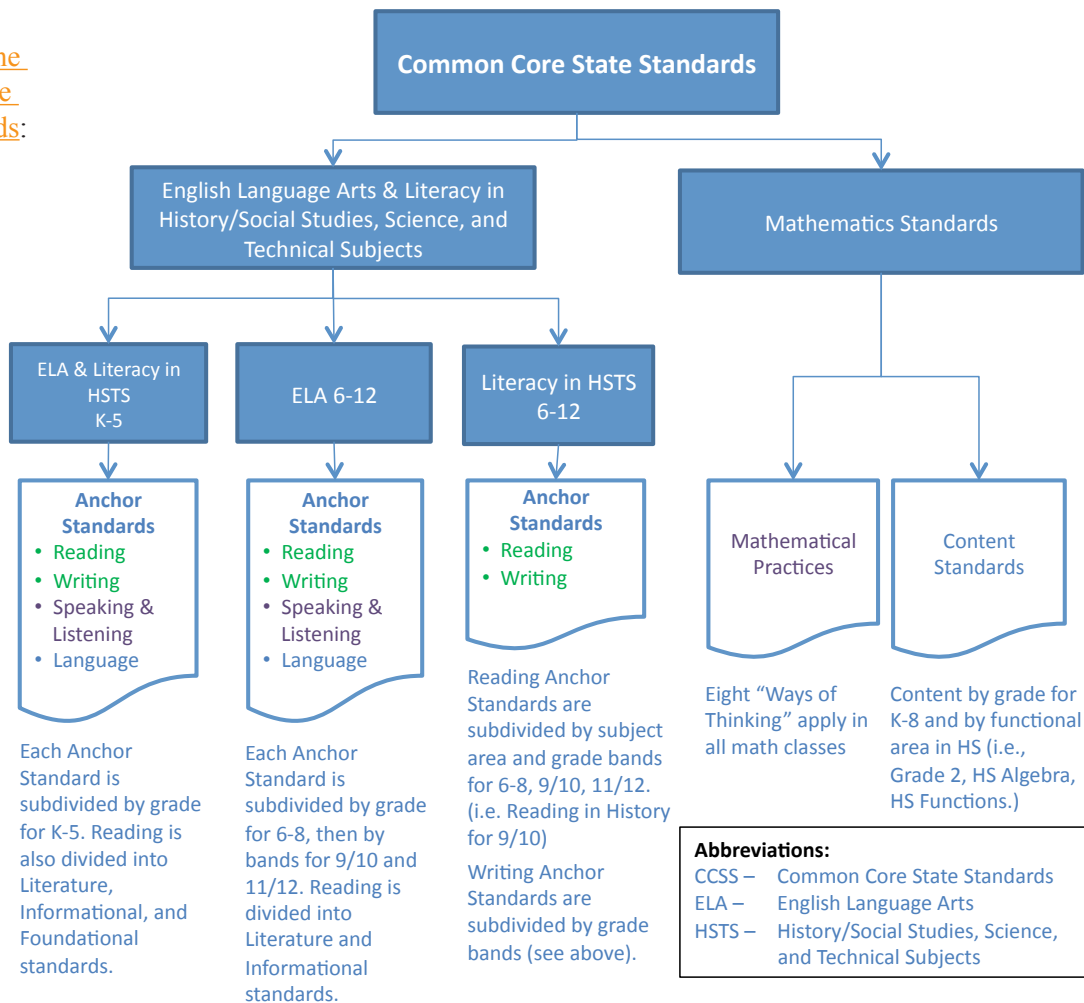 ne
e
ds:
Common Core State Standards
English Language Arts & Literacy in
History/Social Studies, Science, and
Technical Subjects
Mathematics Standards
ELA & Literacy in
HSTS
K-5
ELA 6-12
Literacy in HSTS
6-12
Anchor
Standards
• Reading
• Writing
• Speaking &
Listening
• Language
Anchor
Standards
• Reading
• Writing
• Speaking &
Listening
• Language
Anchor
Standards
• Reading
• Writing
Mathematical
Practices
Content
Standards
Each Anchor
Standard is
subdivided by grade
for K-5. Reading is
also divided into
Literature,
Informational, and
Foundational
standards.
Each Anchor
Standard is
subdivided by grade
for 6-8, then by
bands for 9/10 and
11/12. Reading is
divided into
Literature and
Informational
standards.
Reading Anchor
Standards are
subdivided by subject
area and grade bands
for 6-8, 9/10, 11/12.
(i.e. Reading in History
for 9/10)
Writing Anchor
Standards are
subdivided by grade
bands (see above).
Eight “Ways of
Thinking” apply in
all math classes
Content by grade for
K-8 and by functional
area in HS (i.e.,
Grade 2, HS Algebra,
HS Functions.)
Abbreviations:
CCSS – Common Core State Standards
ELA – English Language Arts
HSTS – History/Social Studies, Science,
and Technical Subjects